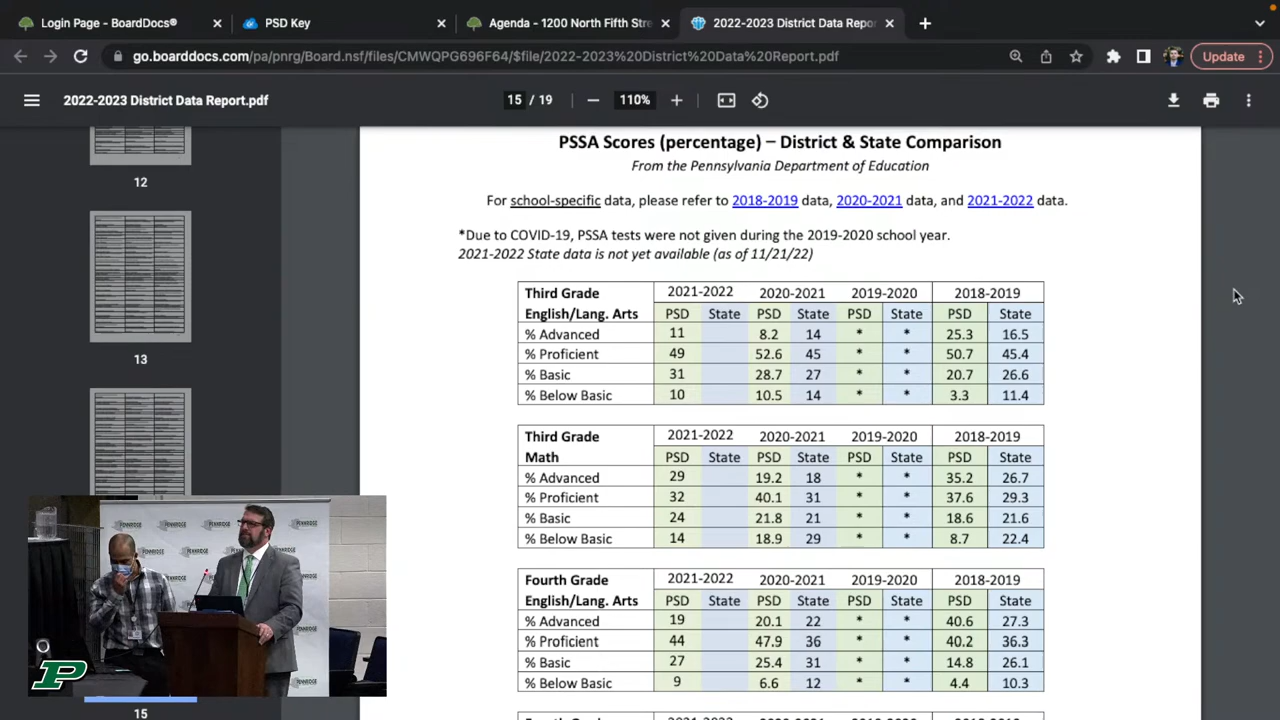 Login Page - BoardDocs®
PSD Key
Agenda - 1200 North Fifth Stre
2022-2023 District Data Repor
go.boarddocs.com/pa/pnrg/Board.nsf/files/CMWQPG696F64/$file/2022-2023%20District%20Data%20Report.pdf
Update
2022-2023 District Data Report.pdf
15 / 19
110%
12
13
15
PSSA Scores (percentage) – District & State Comparison
From the Pennsylvania Department of Education
For school-specific data, please refer to 2018-2019 data, 2020-2021 data, and 2021-2022 data.
*Due to COVID-19, PSSA tests were not given during the 2019-2020 school year.
2021-2022 State data is not yet available (as of 11/21/22)
Third Grade 2021-2022 2020-2021 2019-2020 2018-2019
English/Lang. Arts PSD State PSD State PSD State PSD State
% Advanced 11 8.2 14 * * 25.3 16.5
% Proficient 49 52.6 45 * * 50.7 45.4
% Basic 31 28.7 27 * * 20.7 26.6
% Below Basic 10 10.5 14 * * 3.3 11.4
Third Grade 2021-2022 2020-2021 2019-2020 2018-2019
Math PSD State PSD State PSD State PSD State
% Advanced 29 19.2 18 * * 35.2 26.7
% Proficient 32 40.1 31 * * 37.6 29.3
% Basic 24 21.8 21 * * 18.6 21.6
% Below Basic 14 18.9 29 * * 8.7 22.4
Fourth Grade 2021-2022 2020-2021 2019-2020 2018-2019
English/Lang. Arts PSD State PSD State PSD State PSD State
% Advanced 19 20.1 22 * * 40.6 27.3
% Proficient 44 47.9 36 * * 40.2 36.3
% Basic 27 25.4 31 * * 14.8 26.1
% Below Basic 9 6.6 12 * * 4.4 10.3
PENNRIDGE
P